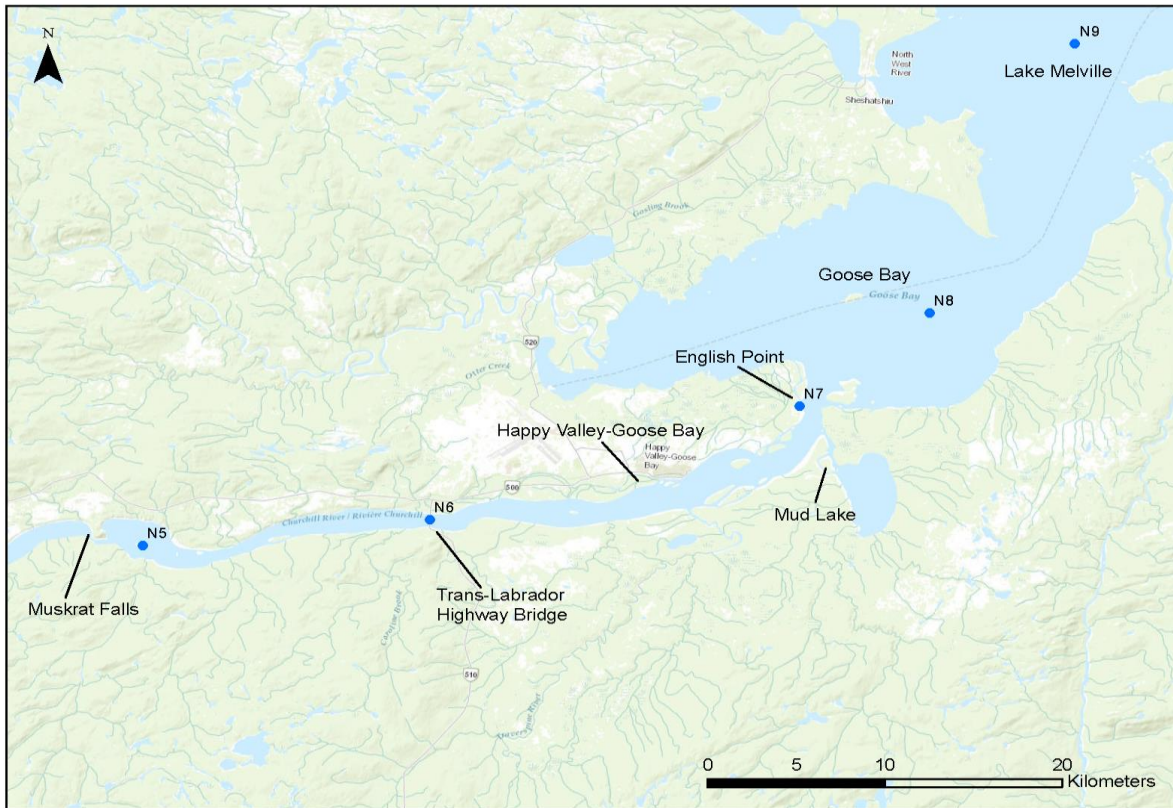 N
N9
Lake Melville
North
West
River
Sheshatshiu
Gosling Brook
Goose Bay
Goose Bay
N8
520
English Point
Otter Creek
N7
Happy Valley-Goose Bay
Happy
Valley-Goose
Bay
500
N6
Churchill River / Rivière Churchill
Mud Lake
N5
Muskrat Falls
Trans-Labrador
Highway Bridge
510
0 5 10 20
Kilometers